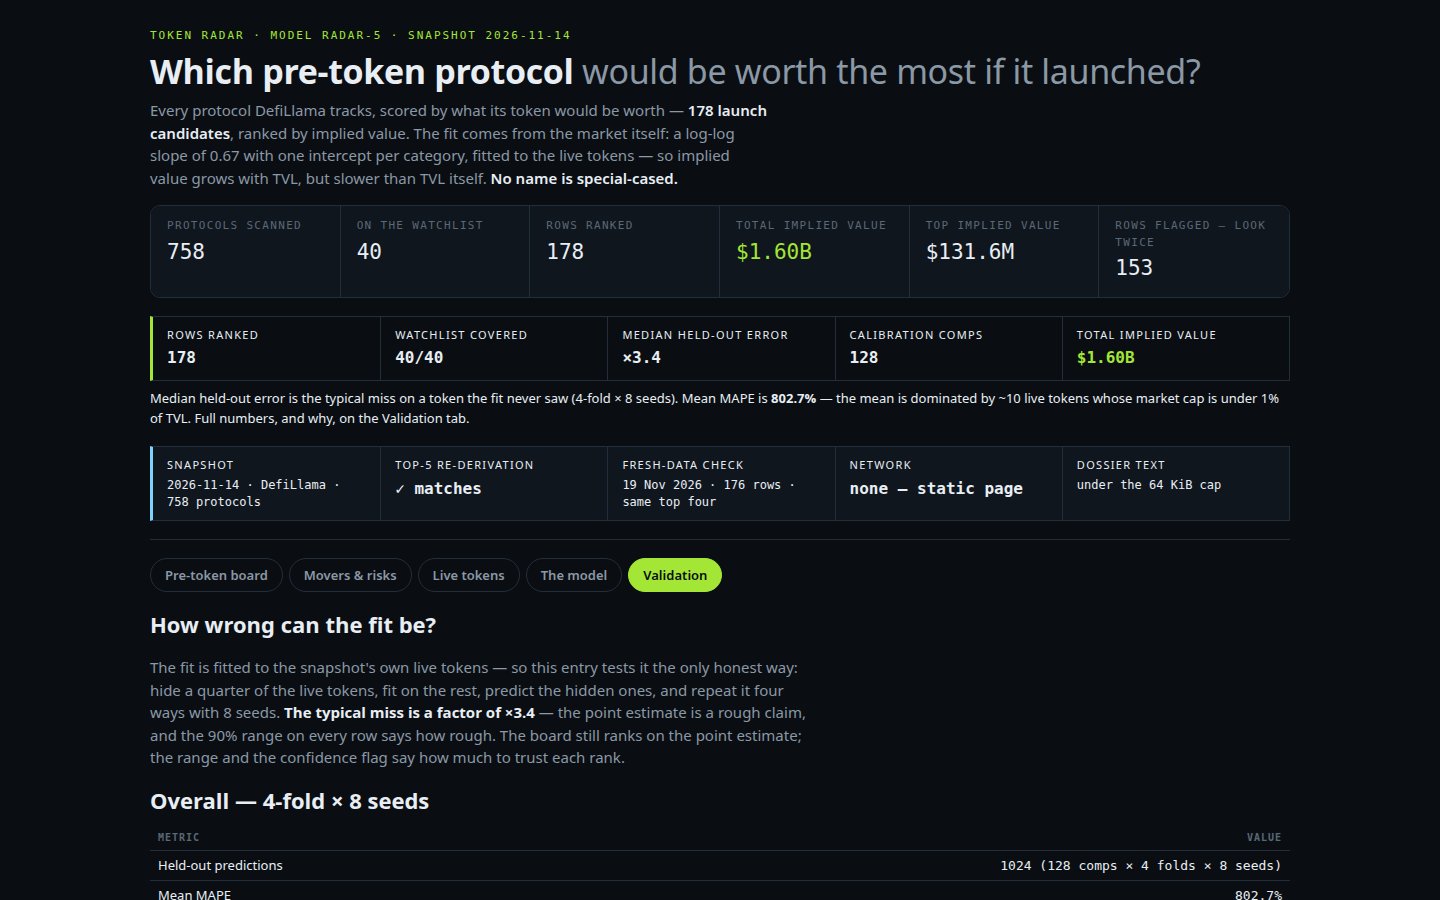 TOKEN RADAR · MODEL RADAR-5 · SNAPSHOT 2026-11-14
Which pre-token protocol would be worth the most if it launched?
Every protocol DefiLlama tracks, scored by what its token would be worth — 178 launch
candidates, ranked by implied value. The fit comes from the market itself: a log-log
slope of 0.67 with one intercept per category, fitted to the live tokens — so implied
value grows with TVL, but slower than TVL itself. No name is special-cased.
PROTOCOLS SCANNED
758
ON THE WATCHLIST
40
ROWS RANKED
178
TOTAL IMPLIED VALUE
$1.60B
TOP IMPLIED VALUE
$131.6M
ROWS FLAGGED — LOOK
TWICE
153
ROWS RANKED
178
WATCHLIST COVERED
40/40
MEDIAN HELD-OUT ERROR
×3.4
CALIBRATION COMPS
128
TOTAL IMPLIED VALUE
$1.60B
Median held-out error is the typical miss on a token the fit never saw (4-fold × 8 seeds). Mean MAPE is 802.7% — the mean is dominated by ~10 live tokens whose market cap is under 1%
of TVL. Full numbers, and why, on the Validation tab.
SNAPSHOT
2026-11-14 · DefiLlama ·
758 protocols
TOP-5 RE-DERIVATION
✓ matches
FRESH-DATA CHECK
19 Nov 2026 · 176 rows ·
same top four
NETWORK
none — static page
DOSSIER TEXT
under the 64 KiB cap
Pre-token board
Movers & risks
Live tokens
The model
Validation
How wrong can the fit be?
The fit is fitted to the snapshot's own live tokens — so this entry tests it the only honest way:
hide a quarter of the live tokens, fit on the rest, predict the hidden ones, and repeat it four
ways with 8 seeds. The typical miss is a factor of ×3.4 — the point estimate is a rough claim,
and the 90% range on every row says how rough. The board still ranks on the point estimate;
the range and the confidence flag say how much to trust each rank.
Overall — 4-fold × 8 seeds
METRIC VALUE
Held-out predictions 1024 (128 comps × 4 folds × 8 seeds)
Mean MAPE 802.7%